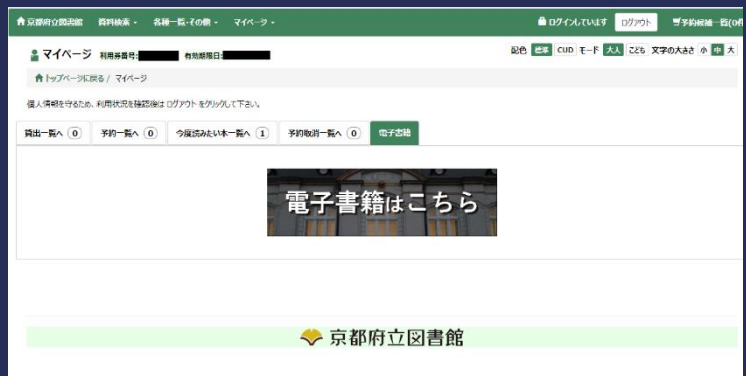 京都府立図書館 資料検索 各種一覧・その他 マイページ ログインしています ログアウト 予約候補一覧(0件
マイページ 利用券番号: 有効期限日: 配色 標準 CUD モード 大人 こども 文字の大きさ 小 中 大
トップページに戻る / マイページ
個人情報を守るため、利用状況を確認後は ログアウト をクリックして下さい。
貸出一覧へ 0 予約一覧へ 0 今度読みたい本一覧へ 1 予約取消一覧へ 0 電子書籍
電子書籍はこちら
京都府立図書館